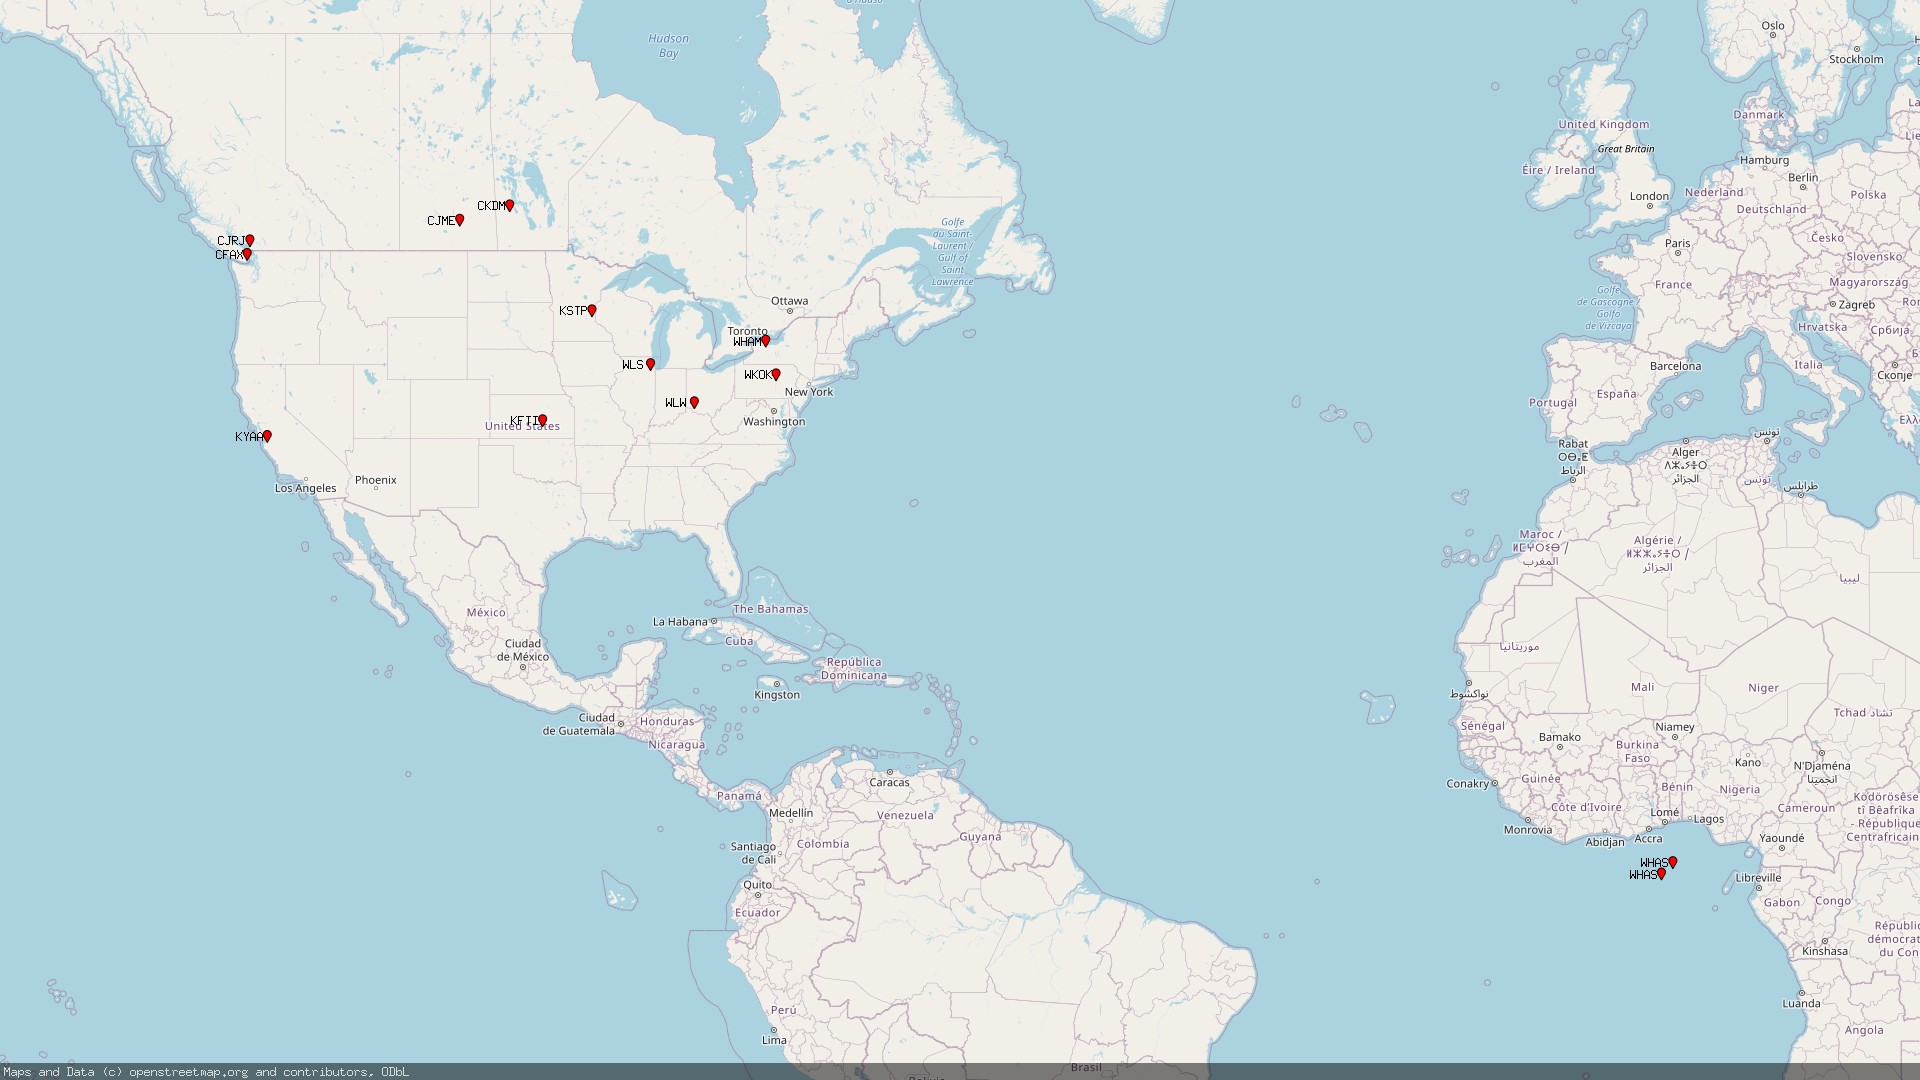 Hudson
Bay
Oslo
Stockholm
Danmark
United Kingdom
Great Britain
Hamburg
Éire / Ireland
Berlin
London
Nederland
Polska
Deutschland
CKDM
CJME
Golfe
du Saint-
Laurent /
Gulf of
Saint
Lawrence
CJRJ
CFAX
Paris
Česko
Slovensko
France
Magyarország
Golfe
de Gascogne /
Golfo
de Vizcaya
Zagreb
Hrvatska
Србија
Ottawa
KSTP
Toronto
WHAM
WLS
WKOK
New York
WLW
Washington
KFTI
United States
KYAA
Barcelona
Italia
Скопје
España
Portugal
Rabat
ⵔⴱⴰⵟ
الرباط
Alger
الجزائر
تونس
تونس
طرابلس
Los Angeles
Phoenix
Maroc /
المغرب
Algérie /
الجزائر
ليبيا
The Bahamas
México
La Habana
Cuba
Ciudad
de México
República
Dominicana
موريتانيا
Kingston
نواكشوط
Mali
Niger
Tchad تشاد
Ciudad
de Guatemala
Honduras
Nicaragua
Sénégal
Bamako
Niamey
Burkina
Faso
Kano
N'Djaména
انجمينا
Caracas
Conakry
Guinée
Bénin
Nigeria
Panamá
Medellín
Venezuela
Côte d'Ivoire
Lomé
Lagos
Cameroun
Ködörösêse
tî Bêafrîka
- République
Centrafricaine
Guyana
Monrovia
Abidjan
Accra
Yaoundé
Colombia
Santiago
de Cali
WHAS
WHAS
Libreville
Quito
Ecuador
Gabon
Congo
République
démocrat
du Con
Kinshasa
Perú
Lima
Luanda
Angola
Brasil
Maps and Data (c) openstreetmap.org and contributors, ODbL